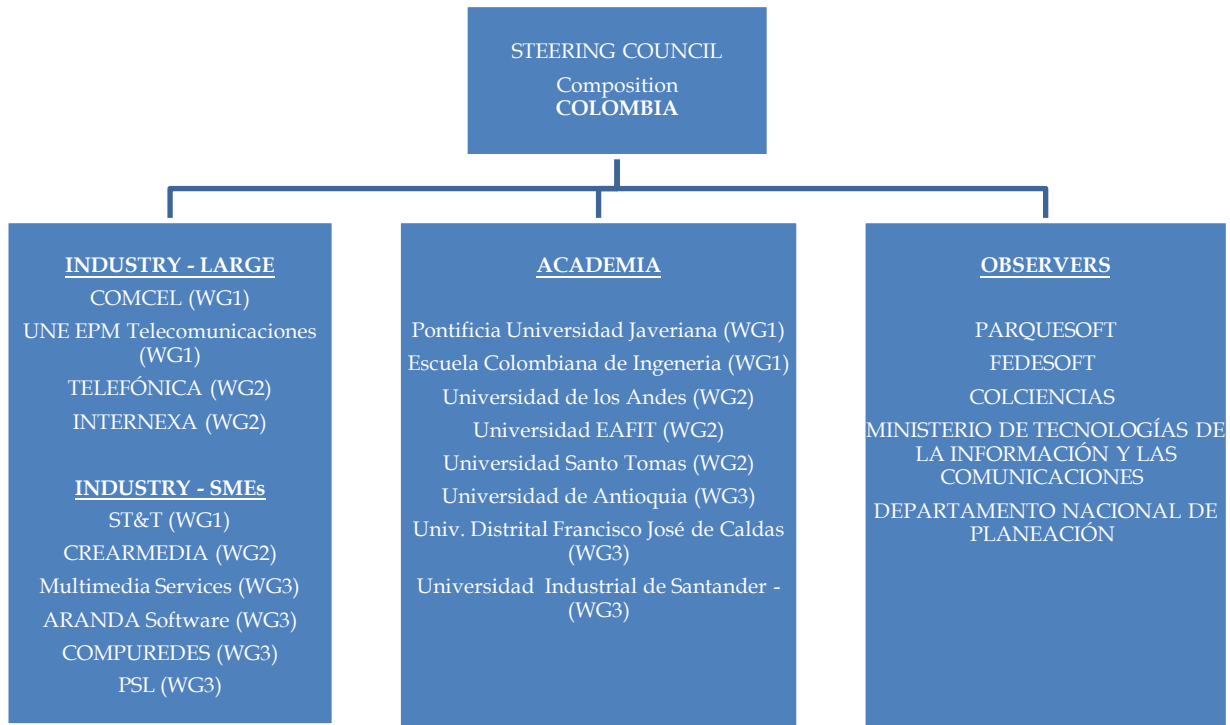 STEERING COUNCIL
Composition
COLOMBIA
INDUSTRY - LARGE
COMCEL (WG1)
UNE EPM Telecomunicaciones
(WG1)
TELEFÓNICA (WG2)
INTERNEXA (WG2)
INDUSTRY - SMEs
ST&T (WG1)
CREARMEDIA (WG2)
Multimedia Services (WG3)
ARANDA Software (WG3)
COMPUREDES (WG3)
PSL (WG3)
ACADEMIA
Pontificia Universidad Javeriana (WG1)
Escuela Colombiana de Ingeneria (WG1)
Universidad de los Andes (WG2)
Universidad EAFIT (WG2)
Universidad Santo Tomas (WG2)
Universidad de Antioquia (WG3)
Univ. Distrital Francisco José de Caldas
(WG3)
Universidad Industrial de Santander -
(WG3)
OBSERVERS
PARQUESOFT
FEDESOFT
COLCIENCIAS
MINISTERIO DE TECNOLOGÍAS DE
LA INFORMACIÓN Y LAS
COMUNICACIONES
DEPARTAMENTO NACIONAL DE
PLANEACIÓN